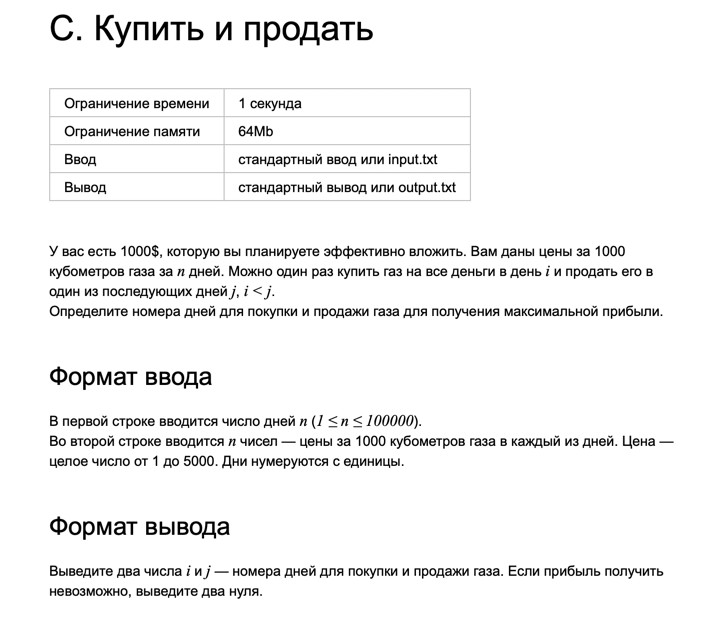 C. Купить и продать
Ограничение времени 1 секунда
Ограничение памяти 64Mb
Ввод стандартный ввод или input.txt
Вывод стандартный вывод или output.txt
У вас есть 1000$, которую вы планируете эффективно вложить. Вам даны цены за 1000
кубометров газа за n дней. Можно один раз купить газ на все деньги в день i и продать его в
один из последующих дней j, i < j.
Определите номера дней для покупки и продажи газа для получения максимальной прибыли.
Формат ввода
В первой строке вводится число дней n (1 ≤ n ≤ 100000).
Во второй строке вводится n чисел — цены за 1000 кубометров газа в каждый из дней. Цена —
целое число от 1 до 5000. Дни нумеруются с единицы.
Формат вывода
Выведите два числа i и j — номера дней для покупки и продажи газа. Если прибыль получить
невозможно, выведите два нуля.